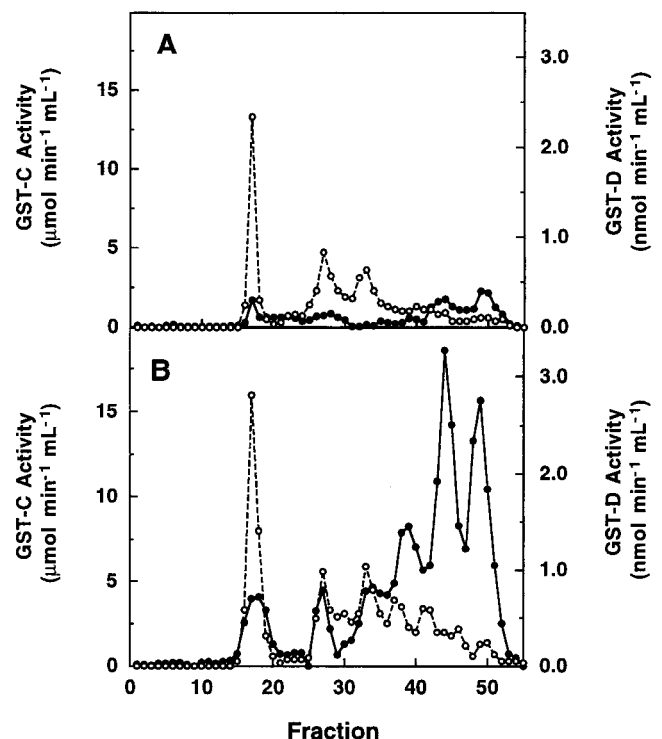 A
GST-C Activity
(μmol min⁻¹ mL⁻¹)
15
10
5
0
3.0
2.0
1.0
0.0
GST-D Activity
(nmol min⁻¹ mL⁻¹)
B
GST-C Activity
(μmol min⁻¹ mL⁻¹)
15
10
5
0
3.0
2.0
1.0
0.0
GST-D Activity
(nmol min⁻¹ mL⁻¹)
0 10 20 30 40 50
Fraction